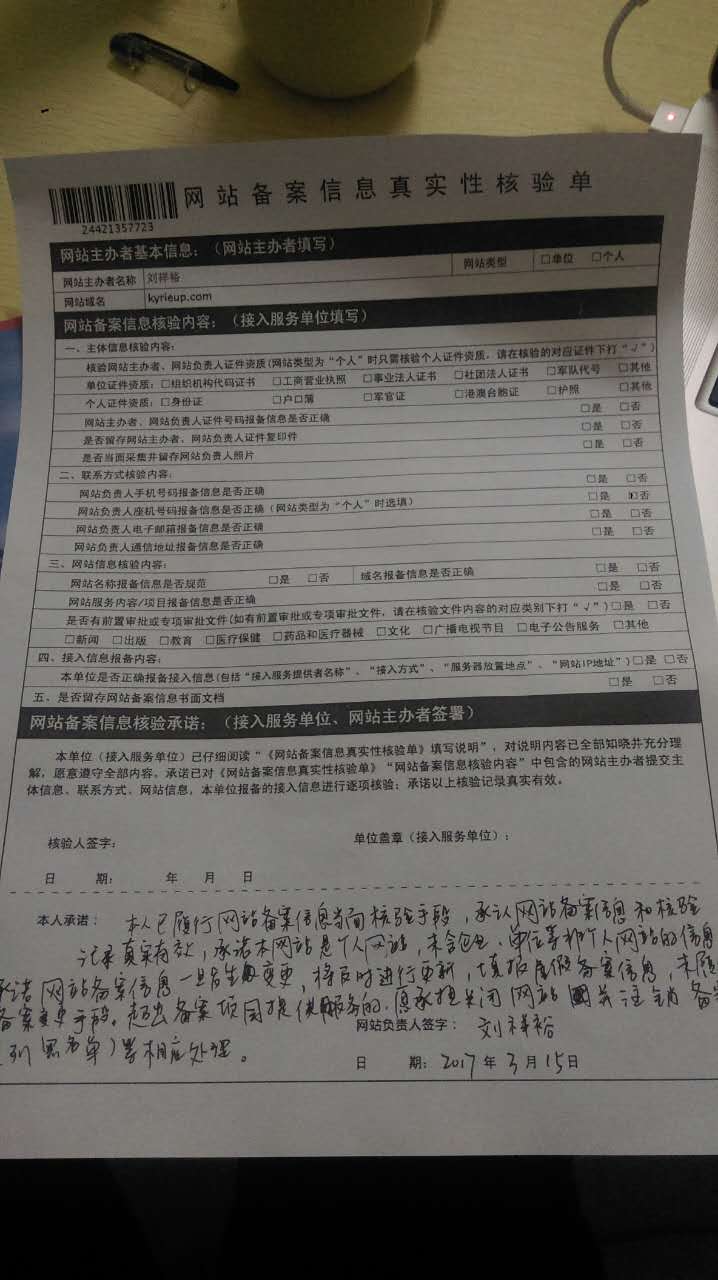 网站备案信息真实性核验单
24421357723
网站主办者基本信息：（网站主办者填写）
网站主办者名称 刘祥裕 网站类型 □单位 □个人
网站域名 kyrieup.com
网站备案信息核验内容：（接入服务单位填写）
一、主体信息核验内容：
核验网站主办者、网站负责人证件资质(网站类型为“个人”时只需核验个人证件资质，请在核验的对应证件下打“√”)
单位证件资质：□组织机构代码证书 □工商营业执照 □事业法人证书 □社团法人证书 □军队代号 □其他
个人证件资质：□身份证 □户口簿 □军官证 □港澳台胞证 □护照 □其他
网站主办者、网站负责人证件号码报备信息是否正确 □是 □否
是否留存网站主办者、网站负责人证件复印件 □是 □否
是否当面采集并留存网站负责人照片 □是 □否
二、联系方式核验内容：
网站负责人手机号码报备信息是否正确 □是 □否
网站负责人座机号码报备信息是否正确（网站类型为“个人”时选填） □是 □否
网站负责人电子邮箱报备信息是否正确 □是 □否
网站负责人通信地址报备信息是否正确 □是 □否
三、网站信息核验内容：
网站名称报备信息是否规范 □是 □否 域名报备信息是否正确 □是 □否
网站服务内容/项目报备信息是否正确 □是 □否
是否有前置审批或专项审批文件(如有前置审批或专项审批文件，请在核验文件内容的对应类别下打“√”) □是 □否
□新闻 □出版 □教育 □医疗保健 □药品和医疗器械 □文化 □广播电视节目 □电子公告服务 □其他
四、接入信息报备内容：
本单位是否正确报备接入信息(包括“接入服务提供者名称”、“接入方式”、“服务器放置地点”、“网站IP地址”) □是 □否
五、是否留存网站备案信息书面文档 □是 □否
网站备案信息核验承诺：（接入服务单位、网站主办者签署）
本单位（接入服务单位）已仔细阅读“《网站备案信息真实性核验单》填写说明”，对说明内容已全部知晓并充分理
解，愿意遵守全部内容。承诺已对《网站备案信息真实性核验单》“网站备案信息核验内容”中包含的网站主办者提交主
体信息、联系方式、网站信息，本单位报备的接入信息进行逐项核验；承诺以上核验记录真实有效。
核验人签字： 单位盖章（接入服务单位）：
日 期： 年 月 日
本人承诺： 本人已履行网站备案信息当面核验手段，承认网站备案信息和核验
记录真实有效，承诺本网站是个人网站，未含企业、单位等非个人网站的信息
承诺网站备案信息一旦发生变更，将及时进行更新，填报虚假备案信息，未履
备案变更手段。超出备案项目提供服务的，愿承担关闭网站并注销备案
列黑名单）等相应处理。
网站负责人签字： 刘祥裕
日 期： 2017年3月15日